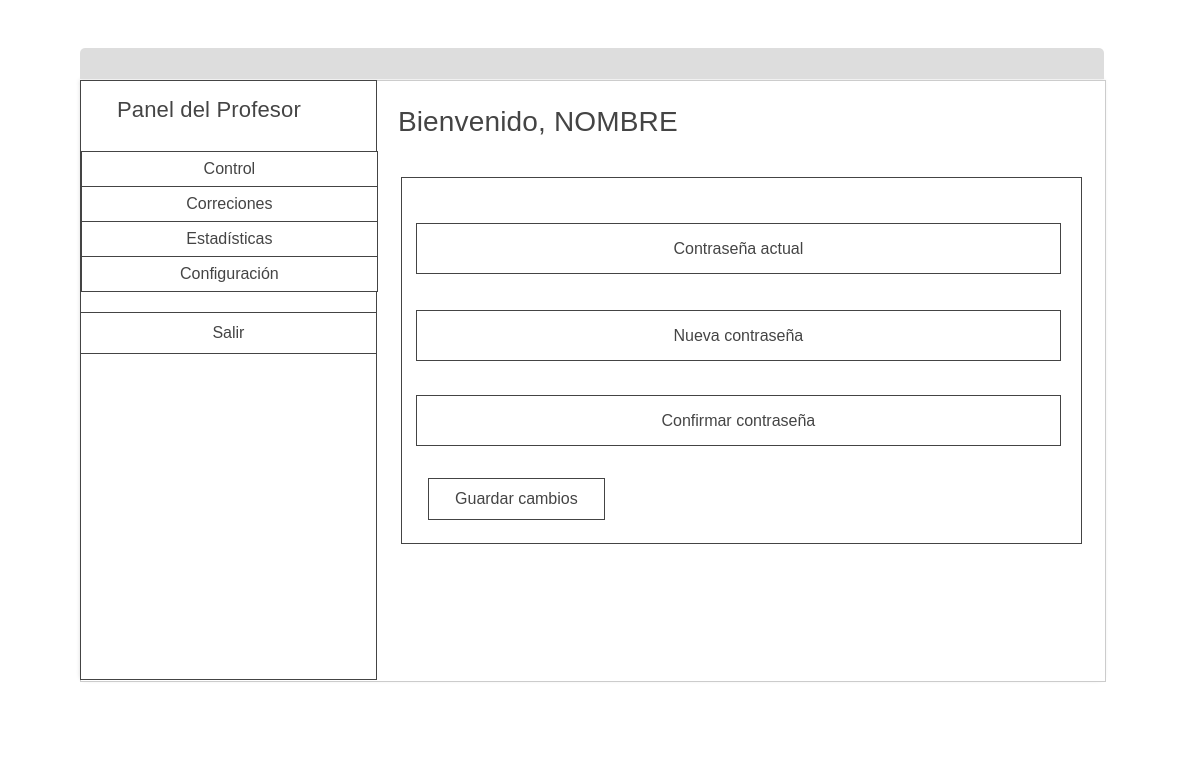 Panel del Profesor
Control
Correciones
Estadísticas
Configuración
Salir
Bienvenido, NOMBRE
Contraseña actual
Nueva contraseña
Confirmar contraseña
Guardar cambios